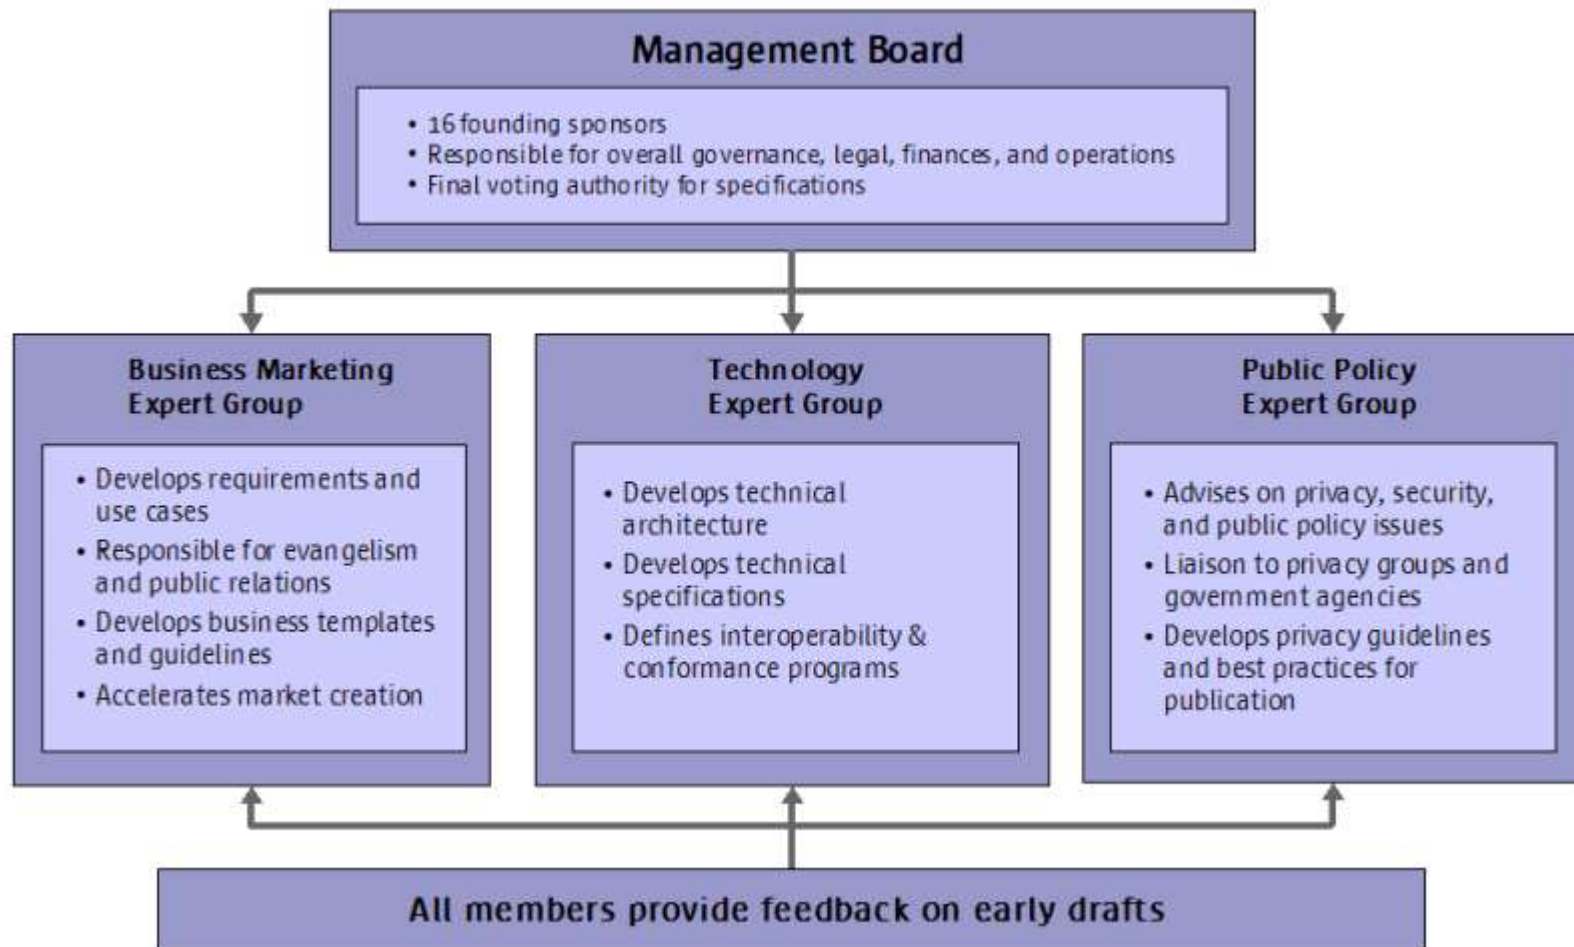 Management Board
• 16 founding sponsors
• Responsible for overall governance, legal, finances, and operations
• Final voting authority for specifications
Business Marketing
Expert Group
• Develops requirements and
use cases
• Responsible for evangelism
and public relations
• Develops business templates
and guidelines
• Accelerates market creation
Technology
Expert Group
• Develops technical
architecture
• Develops technical
specifications
• Defines interoperability &
conformance programs
Public Policy
Expert Group
• Advises on privacy, security,
and public policy issues
• Liaison to privacy groups and
government agencies
• Develops privacy guidelines
and best practices for
publication
All members provide feedback on early drafts